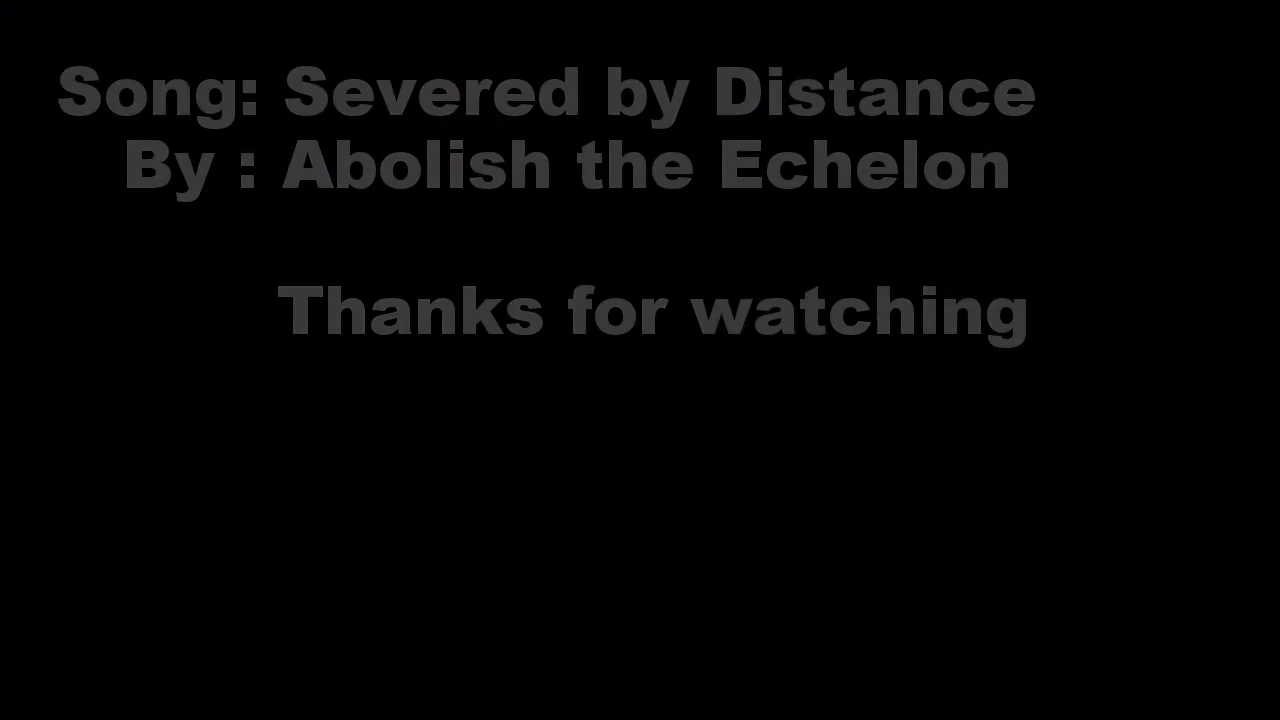 Song: Severed by Distance
By : Abolish the Echelon
Thanks for watching